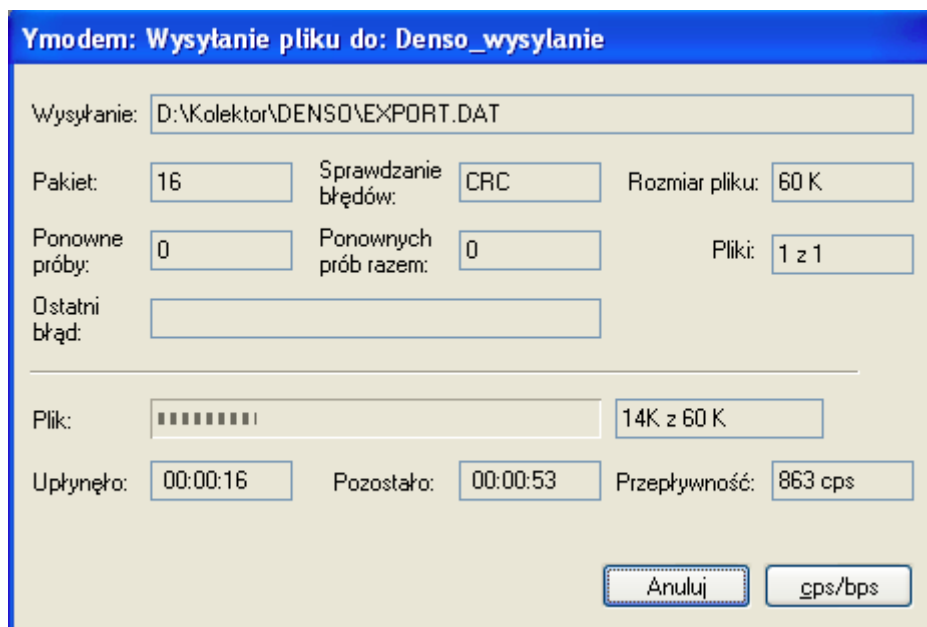 Ymodem: Wysyłanie pliku do: Denso_wysylanie
Wysyłanie: D:\Kolektor\DENSO\EXPORT.DAT
Pakiet: 16 Sprawdzanie błędów: CRC Rozmiar pliku: 60 K
Ponowne próby: 0 Ponownych prób razem: 0 Pliki: 1 z 1
Ostatni błąd:
Plik: 14K z 60 K
Upłynęło: 00:00:16 Pozostało: 00:00:53 Przepływność: 863 cps
Anuluj cps/bps